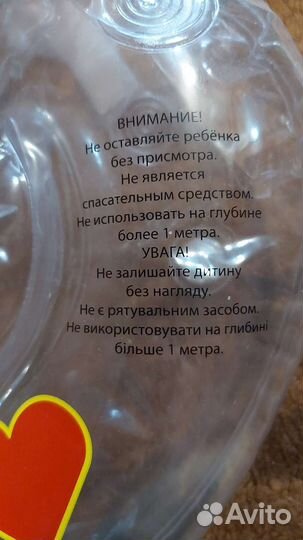 ВНИМАНИЕ!
Не оставляйте ребёнка
без присмотра.
Не является
спасательным средством.
Не использовать на глубине
более 1 метра.
УВАГА!
Не залишайте дитину
без нагляду.
Не є рятувальним засобом.
Не використовувати на глибині
більше 1 метра.
Avito